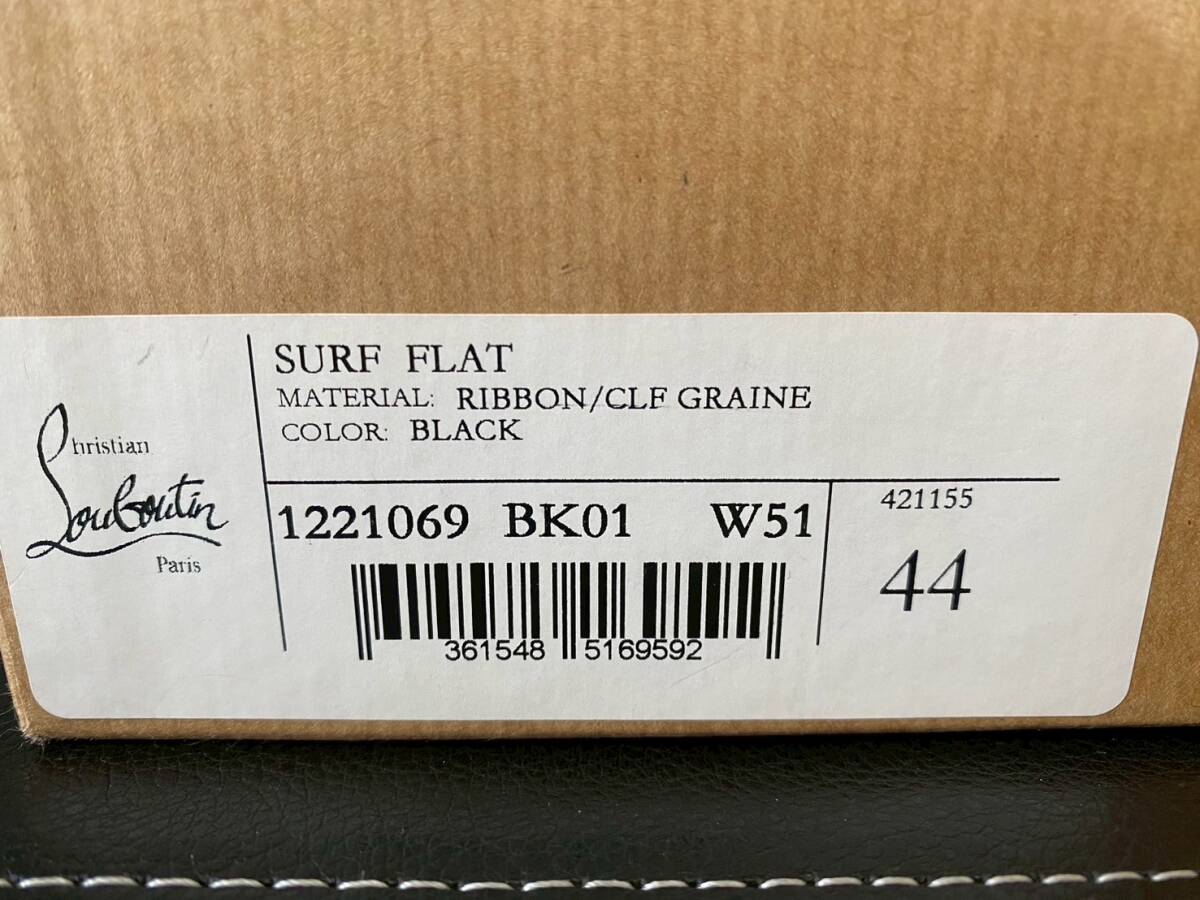 Christian
Louboutin
Paris
SURF FLAT
MATERIAL: RIBBON/CLF GRAINE
COLOR: BLACK
1221069 BK01 W51
421155
44
361548 5169592